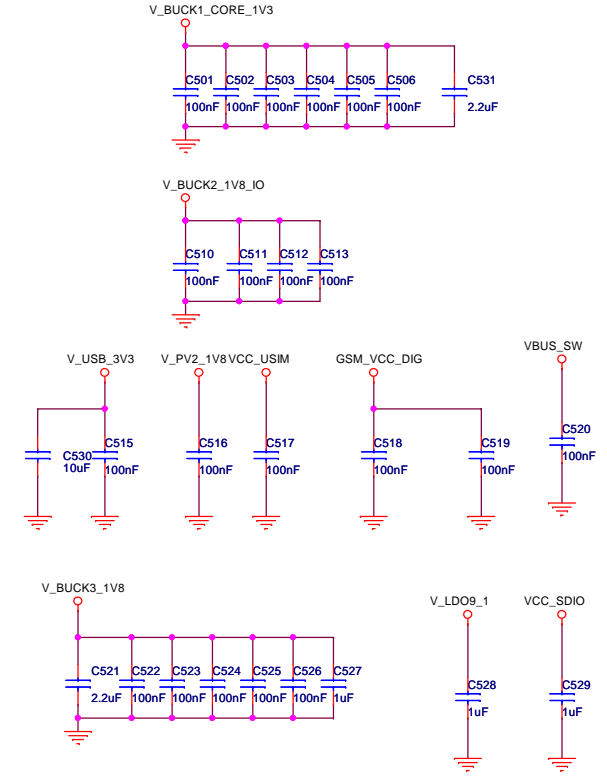 V_BUCK1_CORE_1V3
C501 C502 C503 C504 C505 C506 C531
100nF 100nF 100nF 100nF 100nF 100nF 2.2uF
V_BUCK2_1V8_IO
C510 C511 C512 C513
100nF 100nF 100nF 100nF
V_USB_3V3 V_PV2_1V8 VCC_USIM GSM_VCC_DIG VBUS_SW
C530 C515 C516 C517 C518 C519 C520
10uF 100nF 100nF 100nF 100nF 100nF 100nF
V_BUCK3_1V8 V_LDO9_1 VCC_SDIO
C521 C522 C523 C524 C525 C526 C527 C528 C529
2.2uF 100nF 100nF 100nF 100nF 100nF 1uF 1uF 1uF